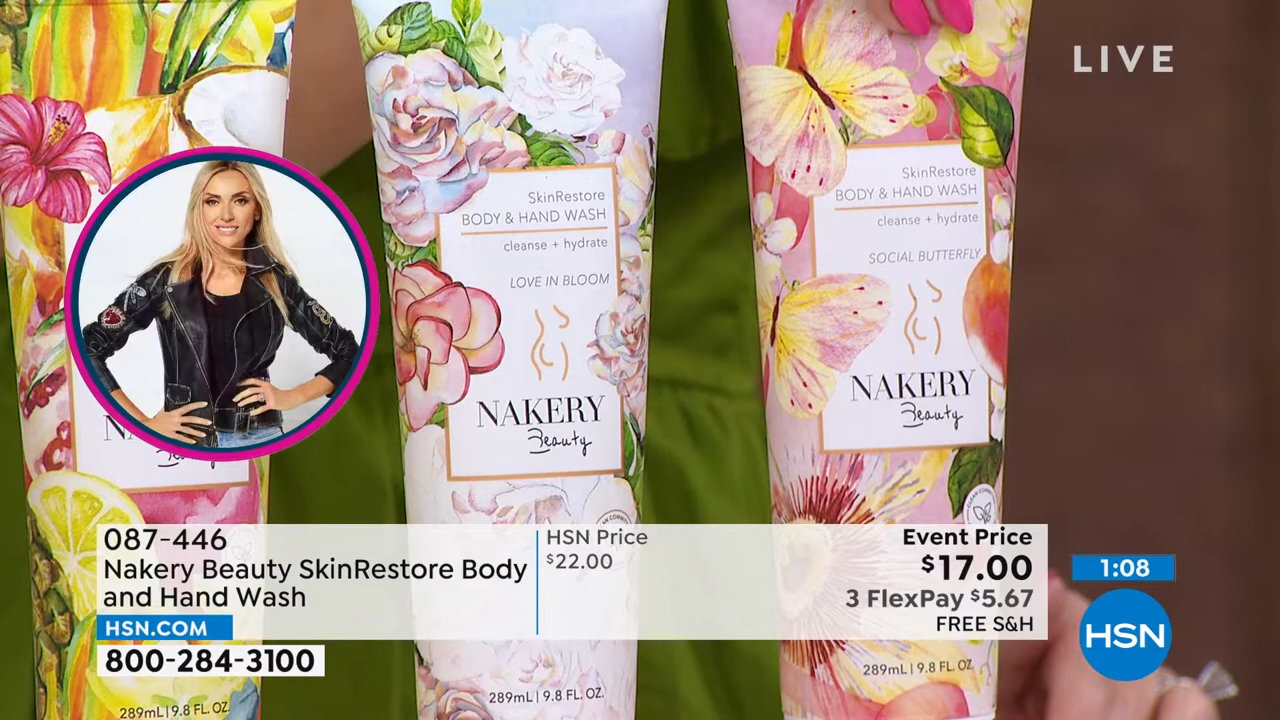 LIVE
SkinRestore
BODY & HAND WASH
cleanse + hydrate
LOVE IN BLOOM
NAKERY
Beauty
289mL | 9.8 FL. OZ.
SkinRestore
BODY & HAND WASH
cleanse + hydrate
SOCIAL BUTTERFLY
NAKERY
Beauty
289mL | 9.8 FL. OZ.
289mL | 9.8 FL. OZ.
087-446
Nakery Beauty SkinRestore Body
and Hand Wash
HSN.COM
800-284-3100
HSN Price
$22.00
Event Price
$17.00
3 FlexPay $5.67
FREE S&H
1:08
HSN